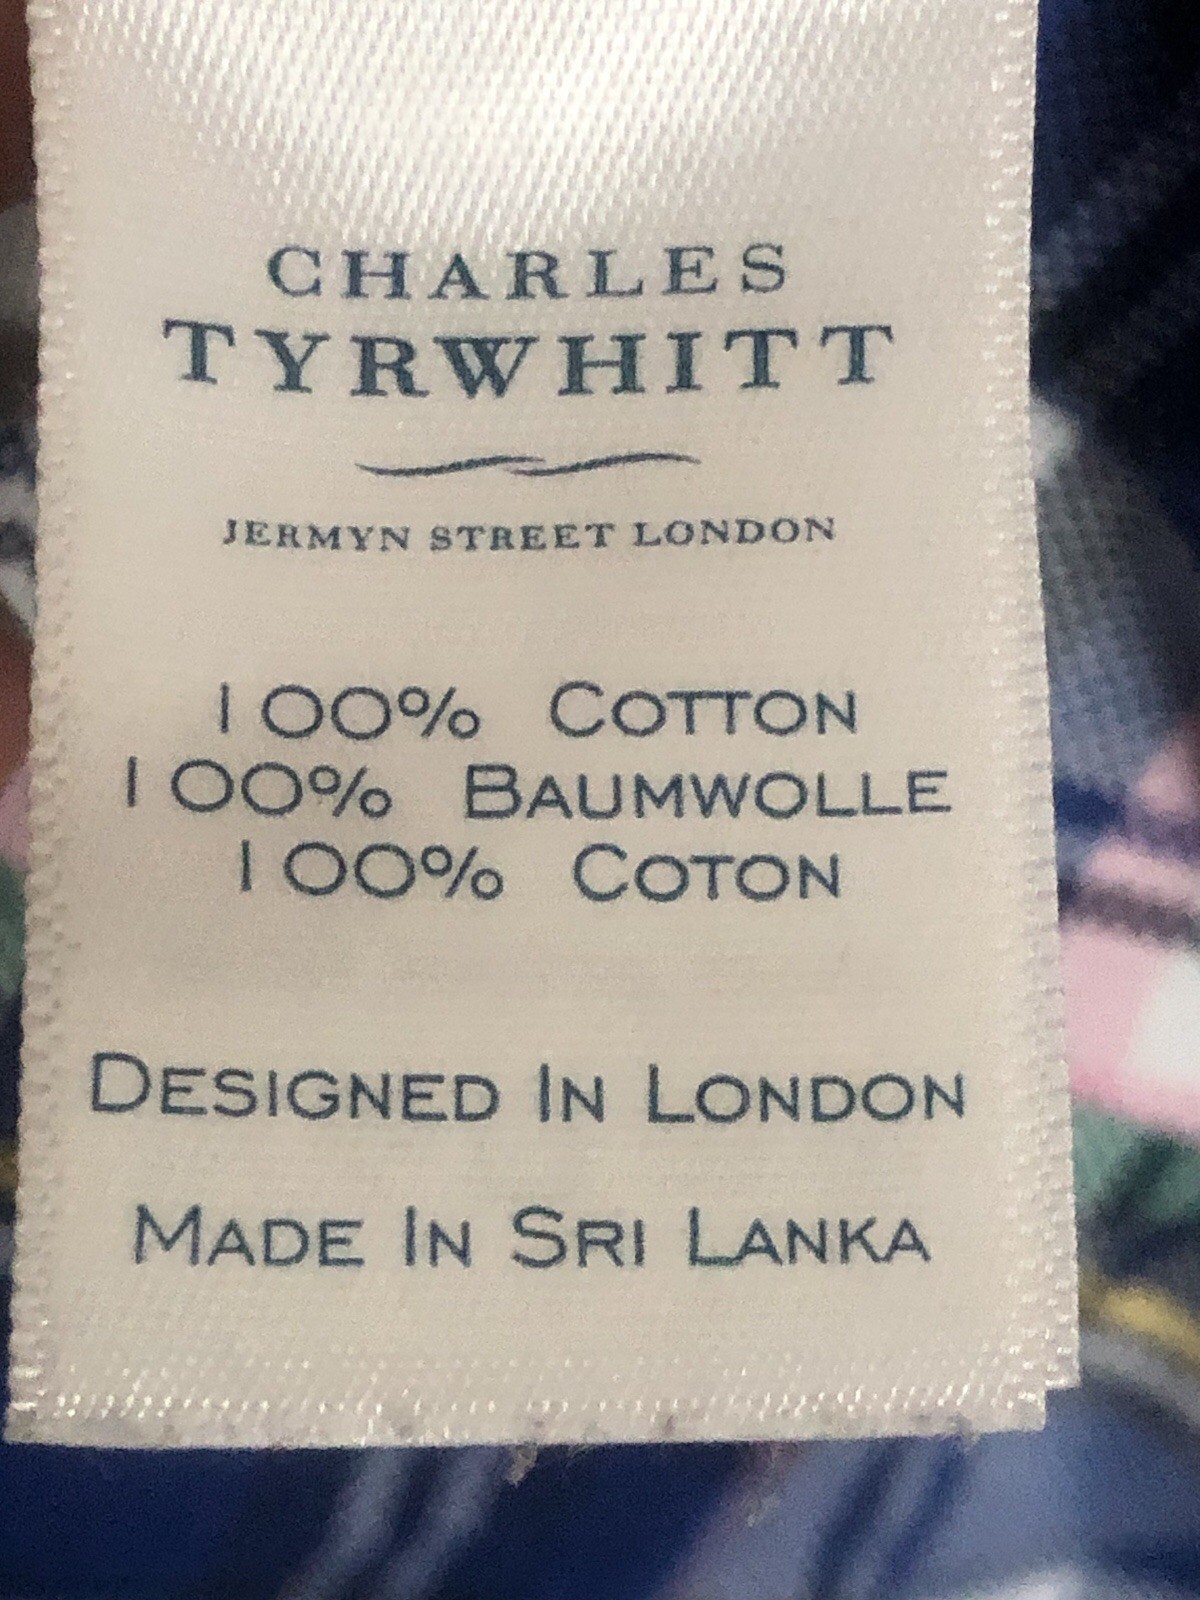 CHARLES
TYRWHITT
JERMYN STREET LONDON
100% COTTON
100% BAUMWOLLE
100% COTON
DESIGNED IN LONDON
MADE IN SRI LANKA